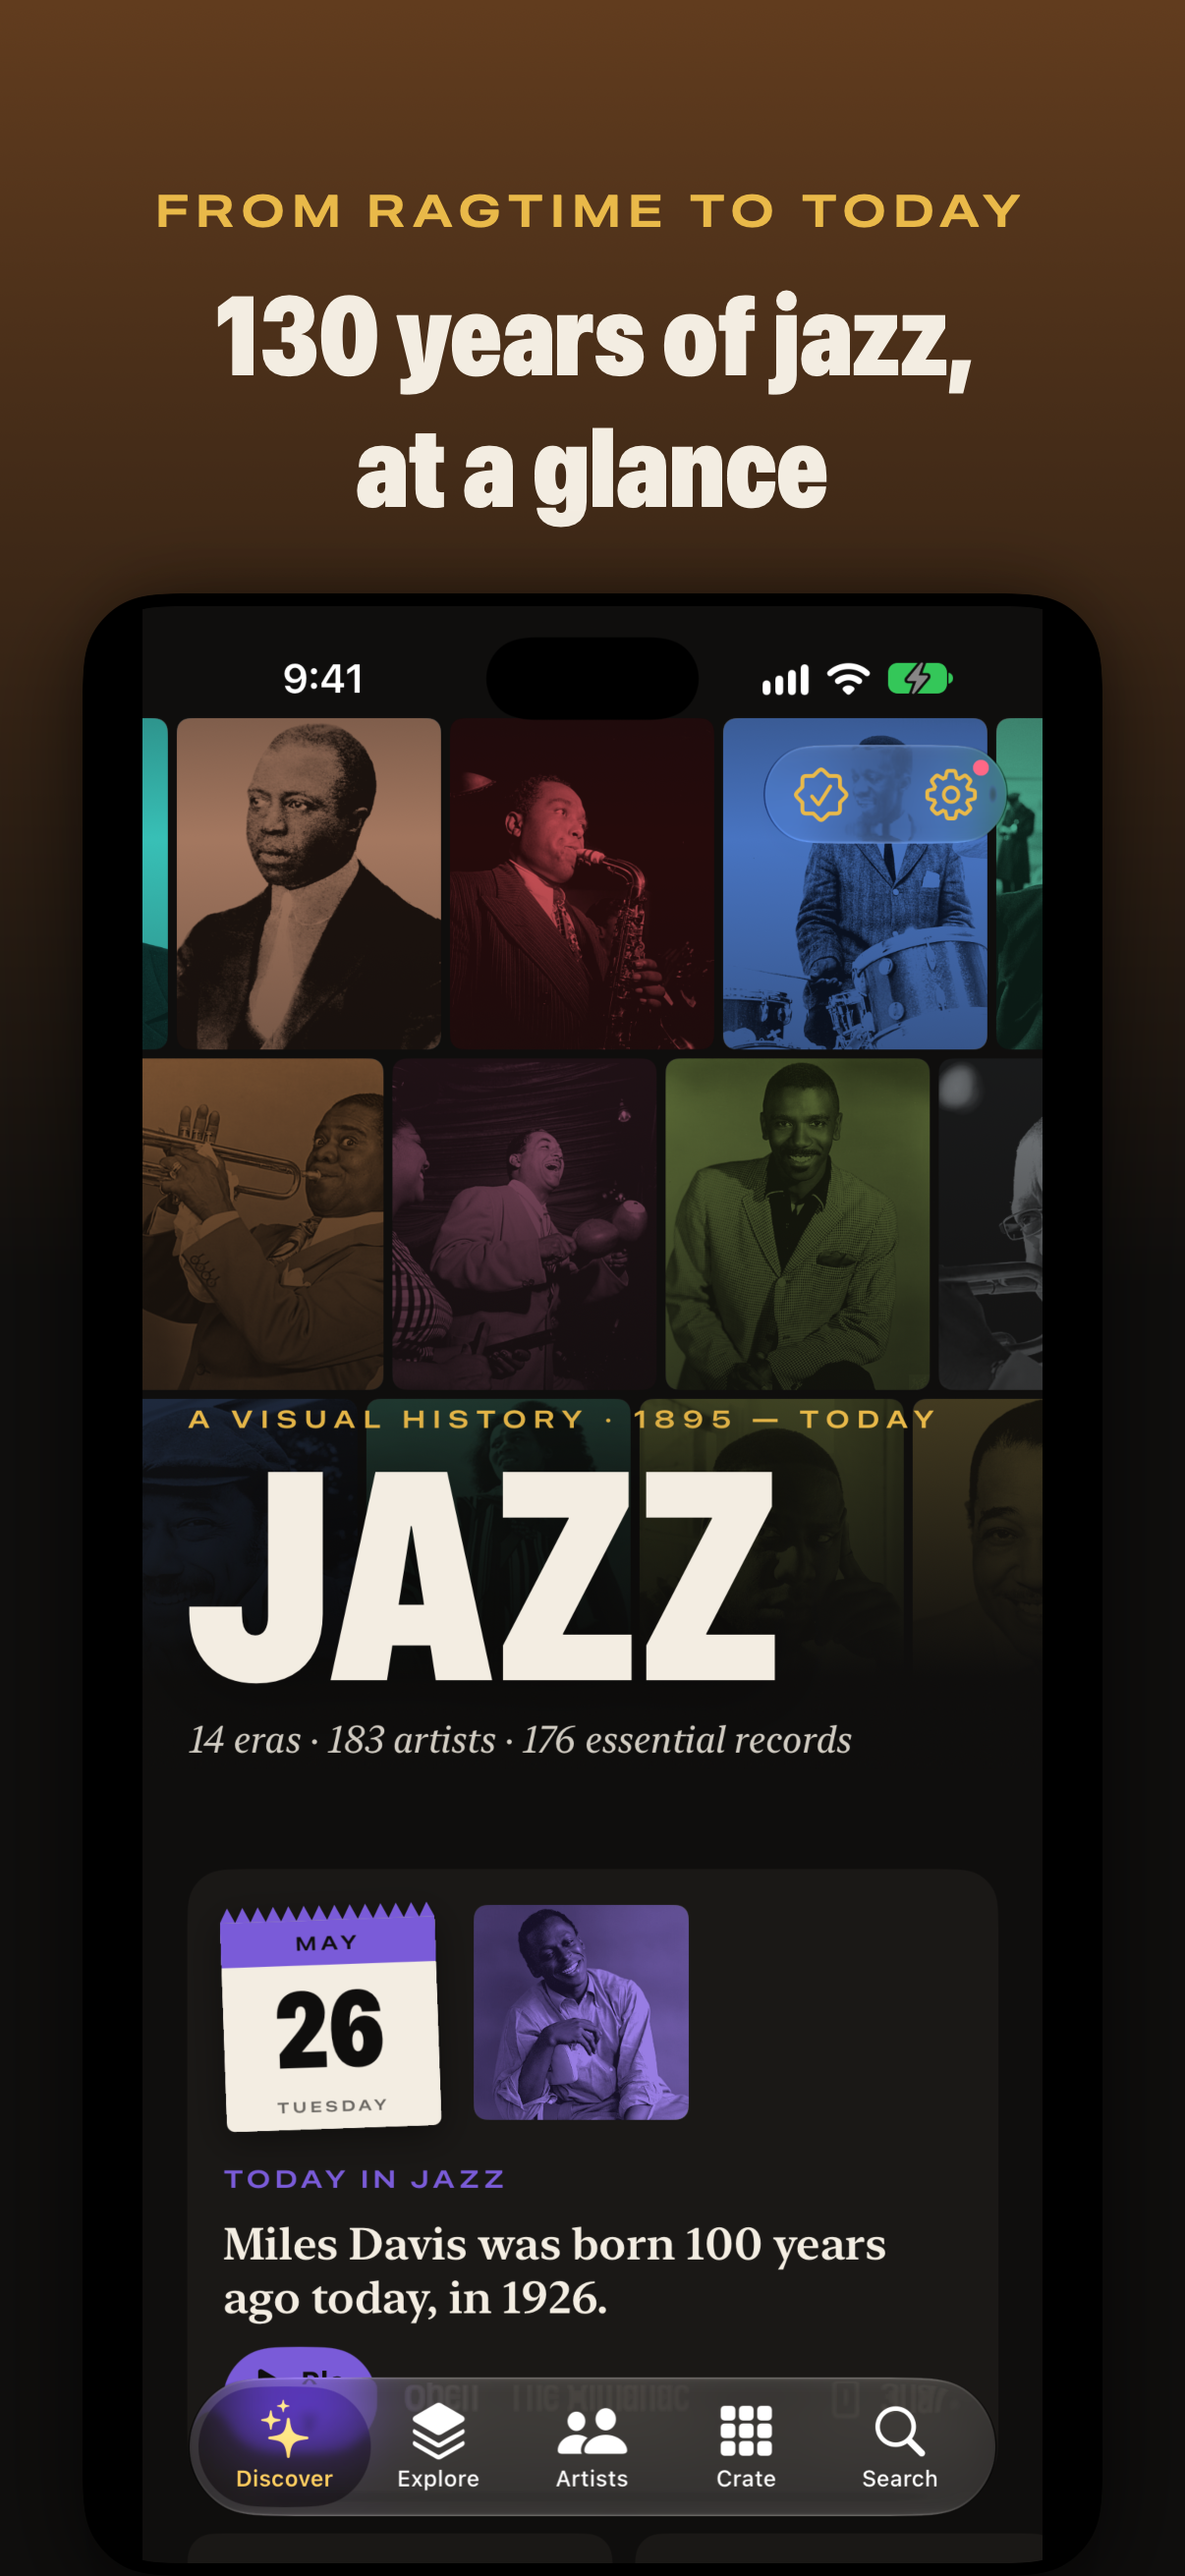 FROM RAGTIME TO TODAY
130 years of jazz,
at a glance
9:41
A VISUAL HISTORY · 1895 — TODAY
JAZZ
14 eras · 183 artists · 176 essential records
MAY
26
TUESDAY
TODAY IN JAZZ
Miles Davis was born 100 years
ago today, in 1926.
Discover
Explore
Artists
Crate
Search